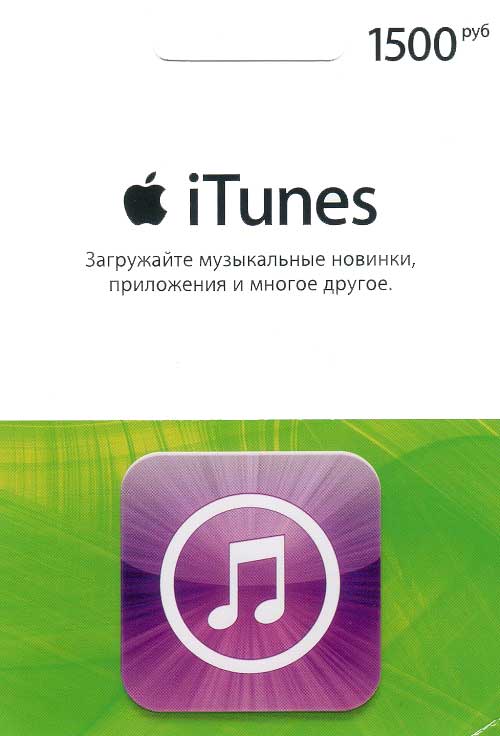 1500 руб
iTunes
Загружайте музыкальные новинки,
приложения и многое другое.